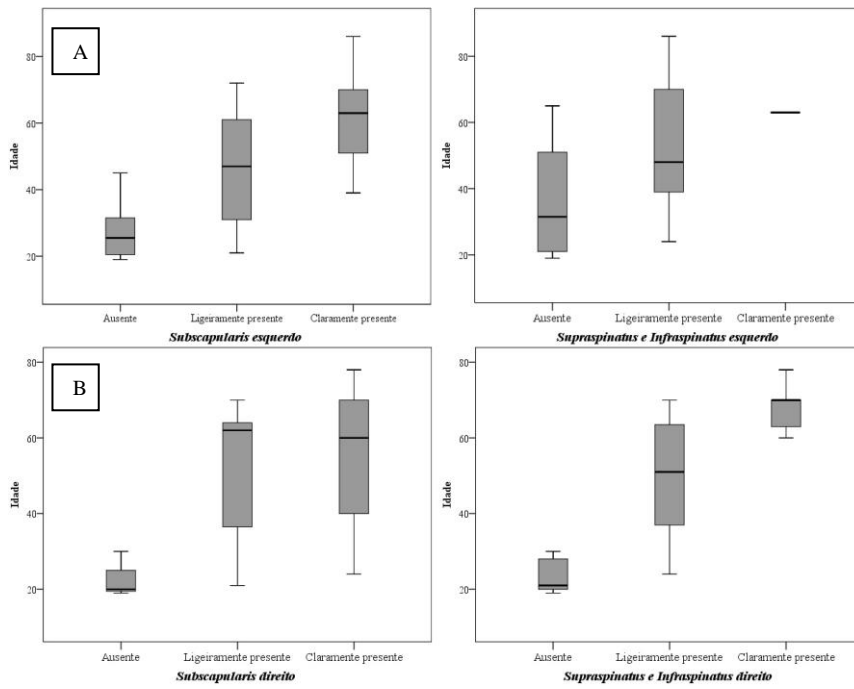 A
Idade
80
60
40
20
Ausente Ligeiramente presente Claramente presente
Subscapularis esquerdo
Idade
80
60
40
20
Ausente Ligeiramente presente Claramente presente
Supraspinatus e Infraspinatus esquerdo
B
Idade
80
60
40
20
Ausente Ligeiramente presente Claramente presente
Subscapularis direito
Idade
80
60
40
20
Ausente Ligeiramente presente Claramente presente
Supraspinatus e Infraspinatus direito